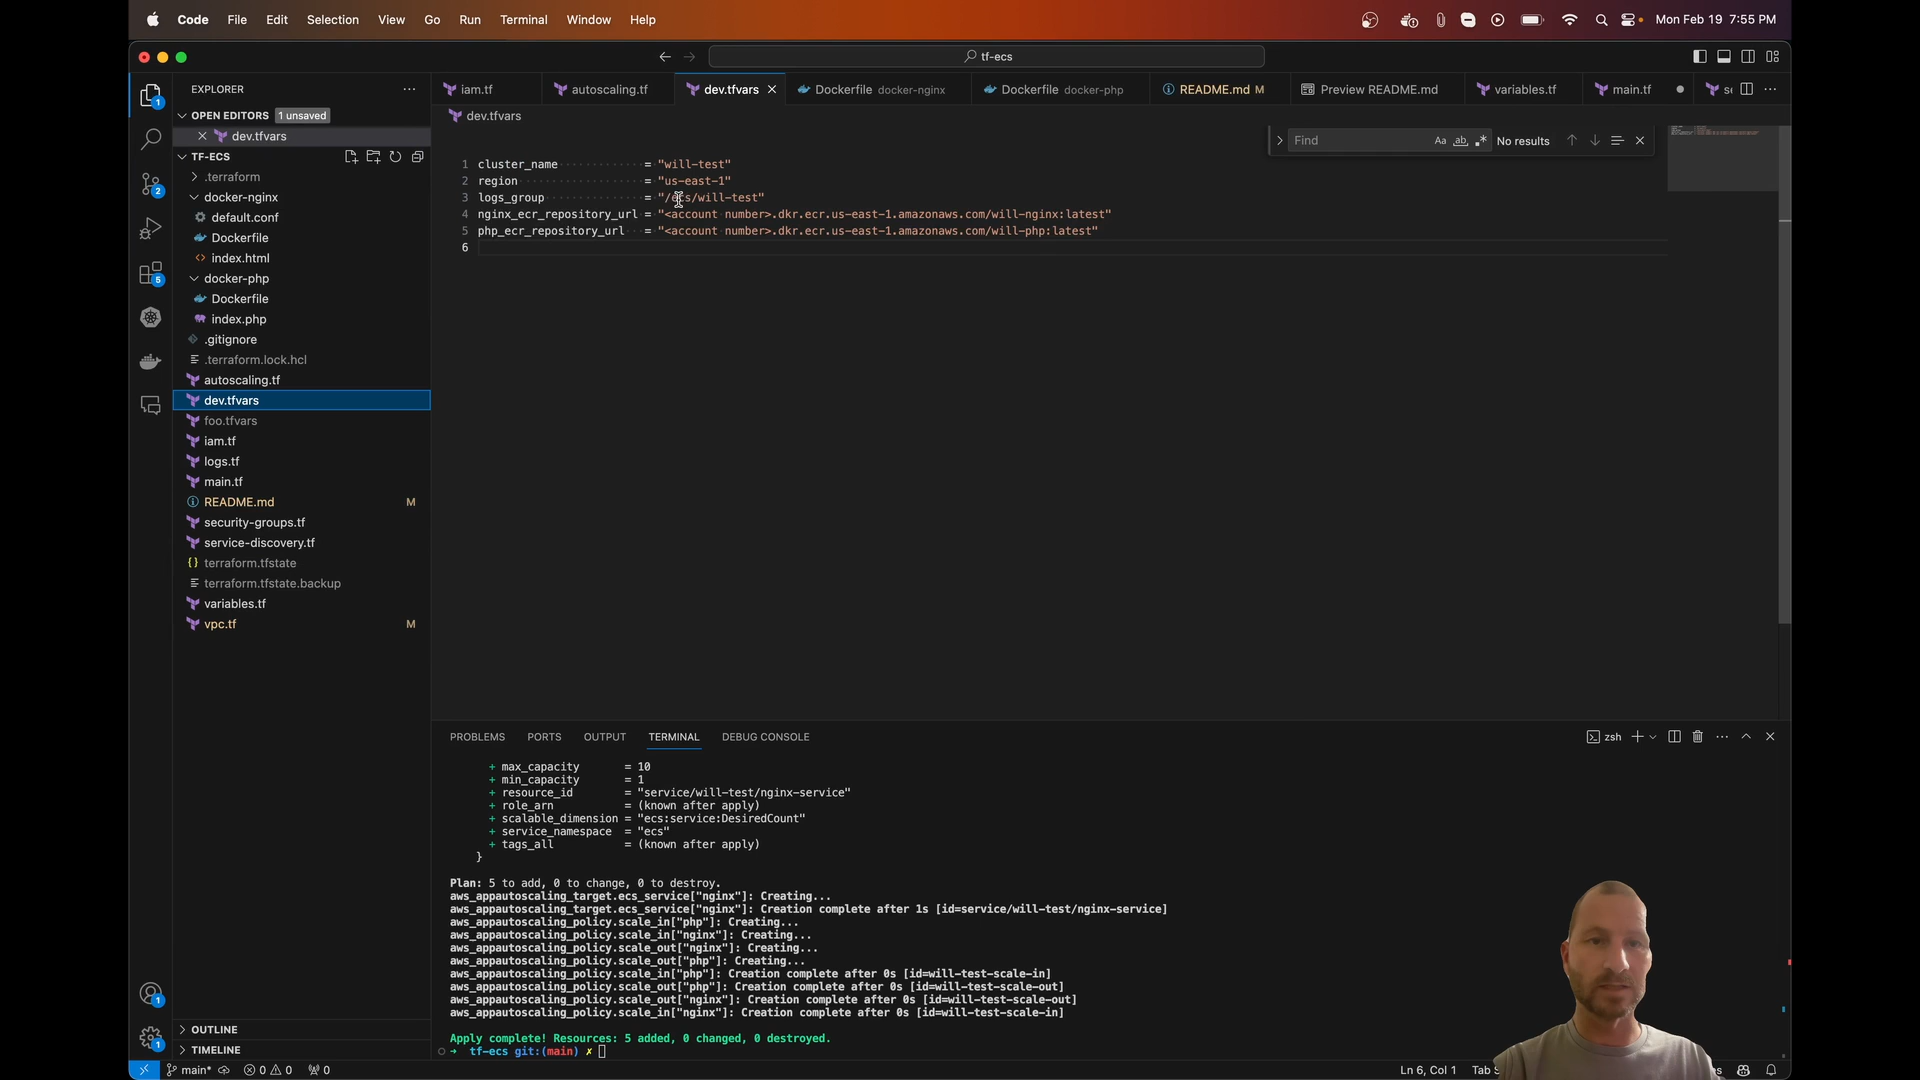 Code File Edit Selection View Go Run Terminal Window Help Mon Feb 19 7:55 PM
tf-ecs
EXPLORER
iam.tf autoscaling.tf dev.tfvars Dockerfile docker-nginx Dockerfile docker-php README.md M Preview README.md variables.tf main.tf
OPEN EDITORS 1 unsaved
dev.tfvars
dev.tfvars
Find Aa ab .* No results
TF-ECS
.terraform
docker-nginx
default.conf
Dockerfile
index.html
docker-php
Dockerfile
index.php
.gitignore
.terraform.lock.hcl
autoscaling.tf
dev.tfvars
foo.tfvars
iam.tf
logs.tf
main.tf
README.md M
security-groups.tf
service-discovery.tf
terraform.tfstate
terraform.tfstate.backup
variables.tf
vpc.tf M
OUTLINE
TIMELINE
1 cluster_name = "will-test"
2 region = "us-east-1"
3 logs_group = "/ecs/will-test"
4 nginx_ecr_repository_url = "<account number>.dkr.ecr.us-east-1.amazonaws.com/will-nginx:latest"
5 php_ecr_repository_url = "<account number>.dkr.ecr.us-east-1.amazonaws.com/will-php:latest"
6
PROBLEMS PORTS OUTPUT TERMINAL DEBUG CONSOLE zsh
+ max_capacity = 10
+ min_capacity = 1
+ resource_id = "service/will-test/nginx-service"
+ role_arn = (known after apply)
+ scalable_dimension = "ecs:service:DesiredCount"
+ service_namespace = "ecs"
+ tags_all = (known after apply)
}
Plan: 5 to add, 0 to change, 0 to destroy.
aws_appautoscaling_target.ecs_service["nginx"]: Creating...
aws_appautoscaling_target.ecs_service["nginx"]: Creation complete after 1s [id=service/will-test/nginx-service]
aws_appautoscaling_policy.scale_in["php"]: Creating...
aws_appautoscaling_policy.scale_in["nginx"]: Creating...
aws_appautoscaling_policy.scale_out["nginx"]: Creating...
aws_appautoscaling_policy.scale_out["php"]: Creating...
aws_appautoscaling_policy.scale_in["php"]: Creation complete after 0s [id=will-test-scale-in]
aws_appautoscaling_policy.scale_out["php"]: Creation complete after 0s [id=will-test-scale-out]
aws_appautoscaling_policy.scale_out["nginx"]: Creation complete after 0s [id=will-test-scale-out]
aws_appautoscaling_policy.scale_in["nginx"]: Creation complete after 0s [id=will-test-scale-in]
Apply complete! Resources: 5 added, 0 changed, 0 destroyed.
→ tf-ecs git:(main) ✗
main* 0 0 0 Ln 6, Col 1 Tab